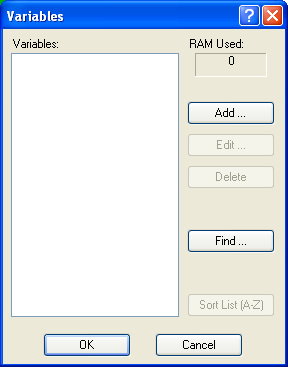 Variables
Variables:
RAM Used:
0
Add ...
Edit ...
Delete
Find ...
Sort List (A-Z)
OK
Cancel